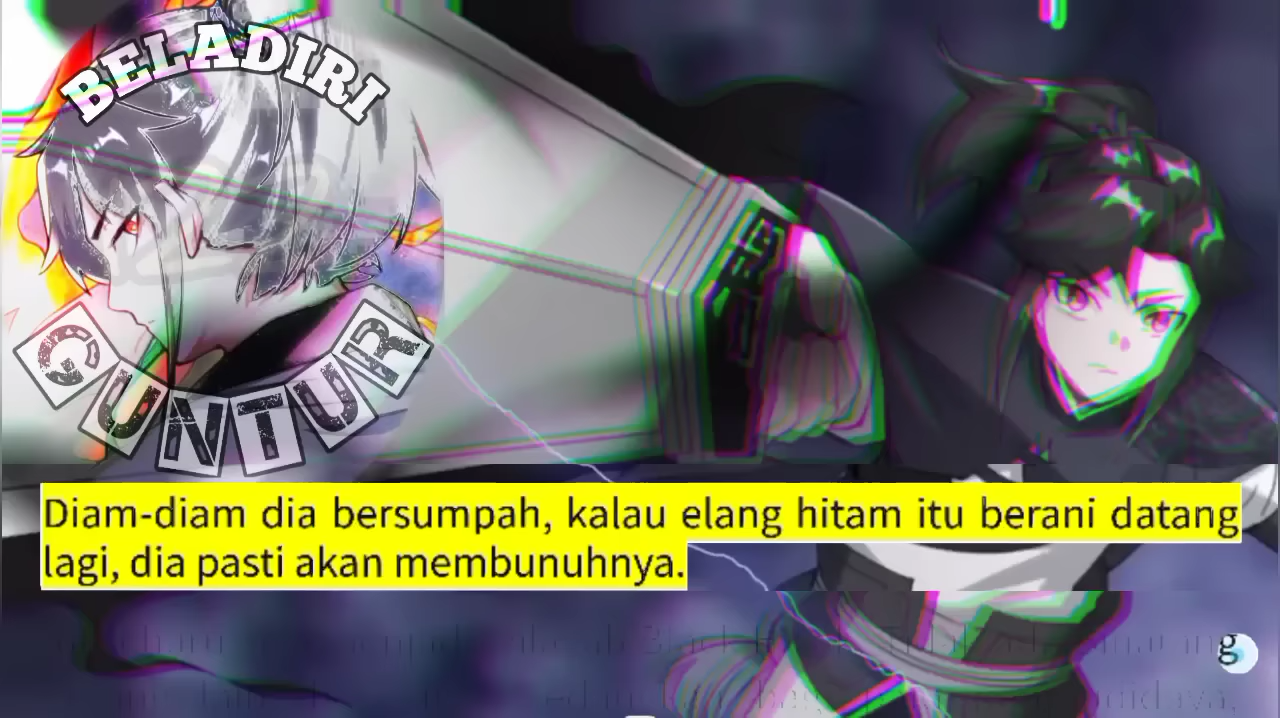 BELADIRI
GUNTUR
Diam-diam dia bersumpah, kalau elang hitam itu berani datang
lagi, dia pasti akan membunuhnya.
g